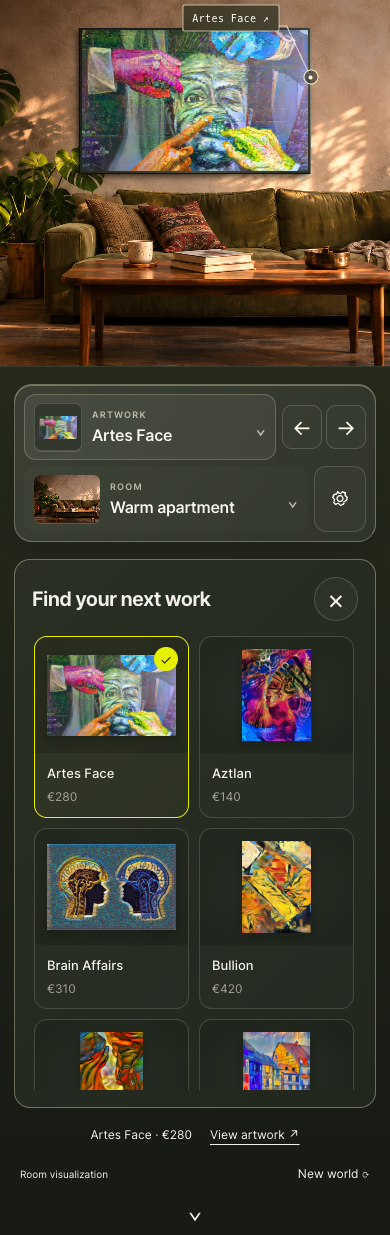 Artes Face ↗
ARTWORK
Artes Face
ROOM
Warm apartment
Find your next work
Artes Face
€280
Aztlan
€140
Brain Affairs
€310
Bullion
€420
Artes Face · €280 View artwork ↗
Room visualization New world ⟳